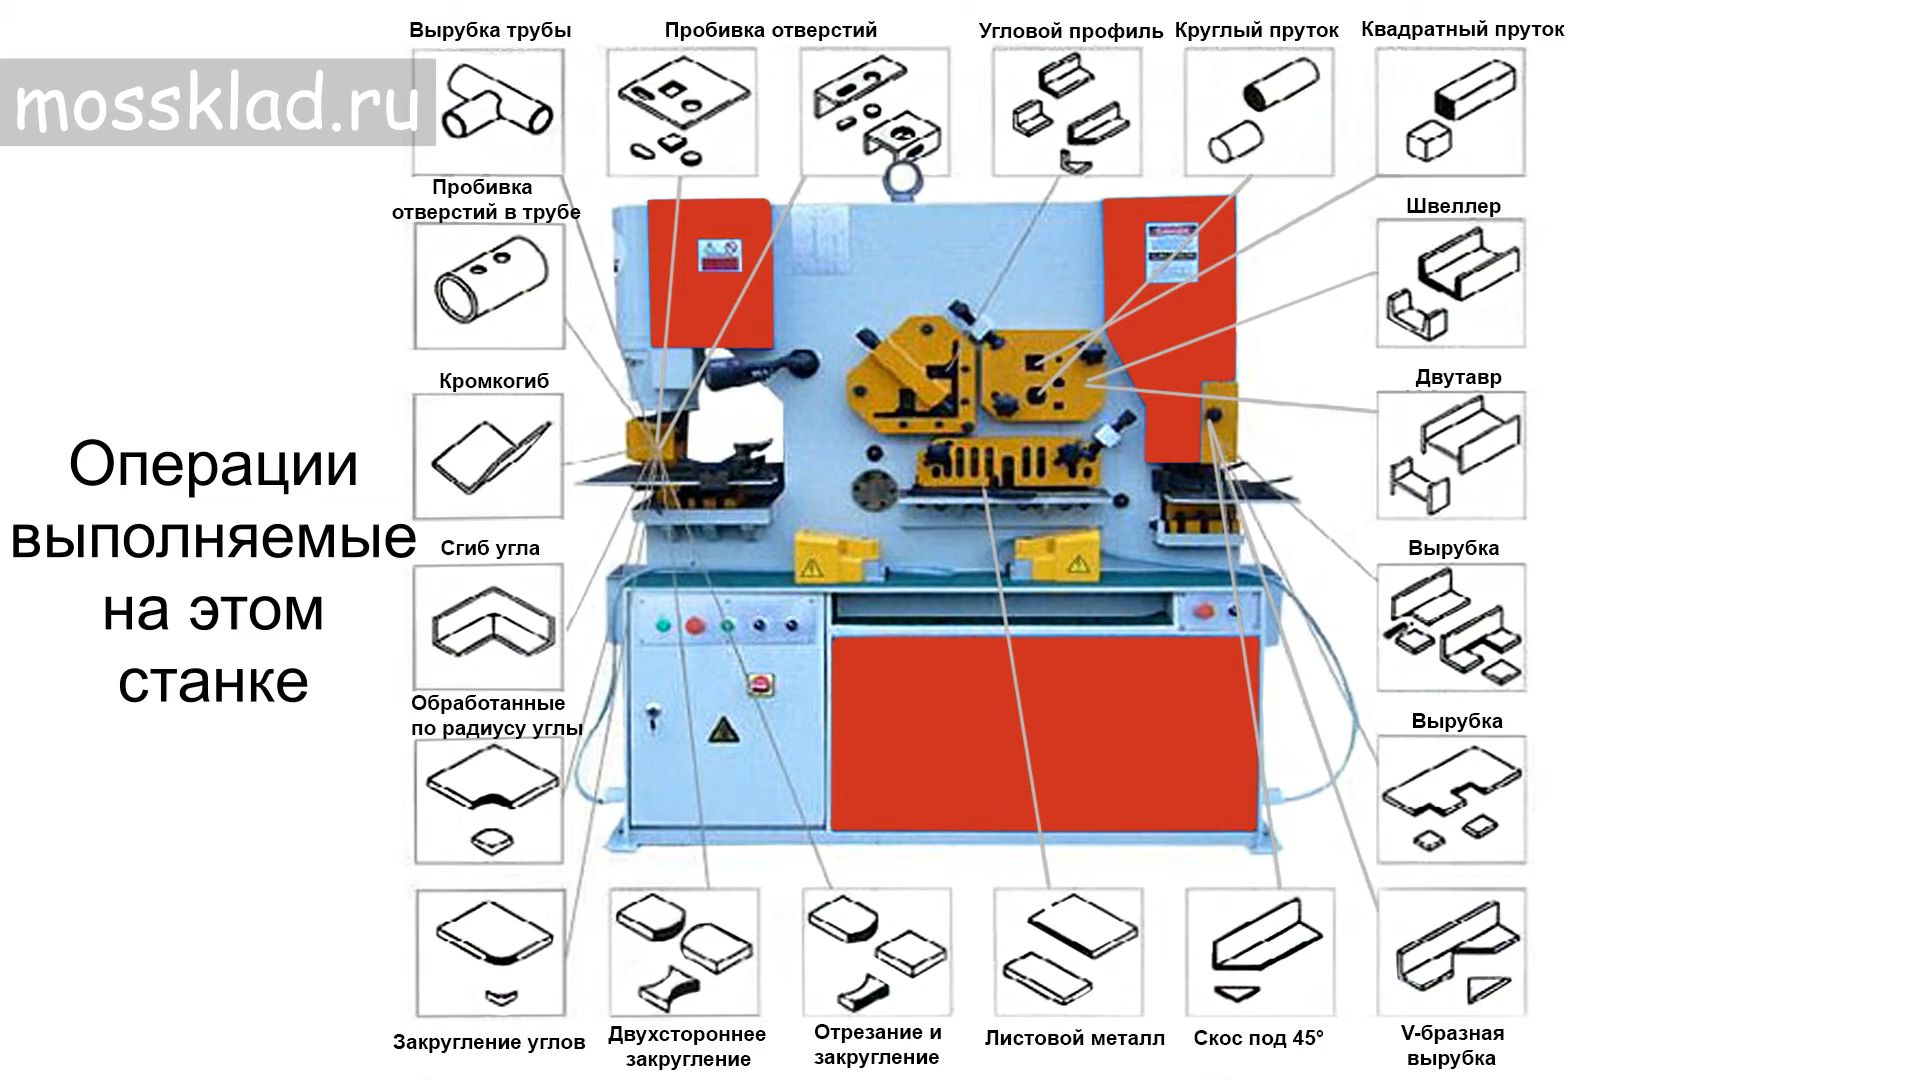 Вырубка трубы
Пробивка отверстий
Угловой профиль
Круглый пруток
Квадратный пруток
mossklad.ru
Пробивка
отверстий в трубе
Швеллер
Кромкогиб
Двутавр
Операции
выполняемые
на этом
станке
Сгиб угла
Вырубка
Обработанные
по радиусу углы
Вырубка
Закругление углов
Двухстороннее
закругление
Отрезание и
закругление
Листовой металл
Скос под 45°
V-бразная
вырубка